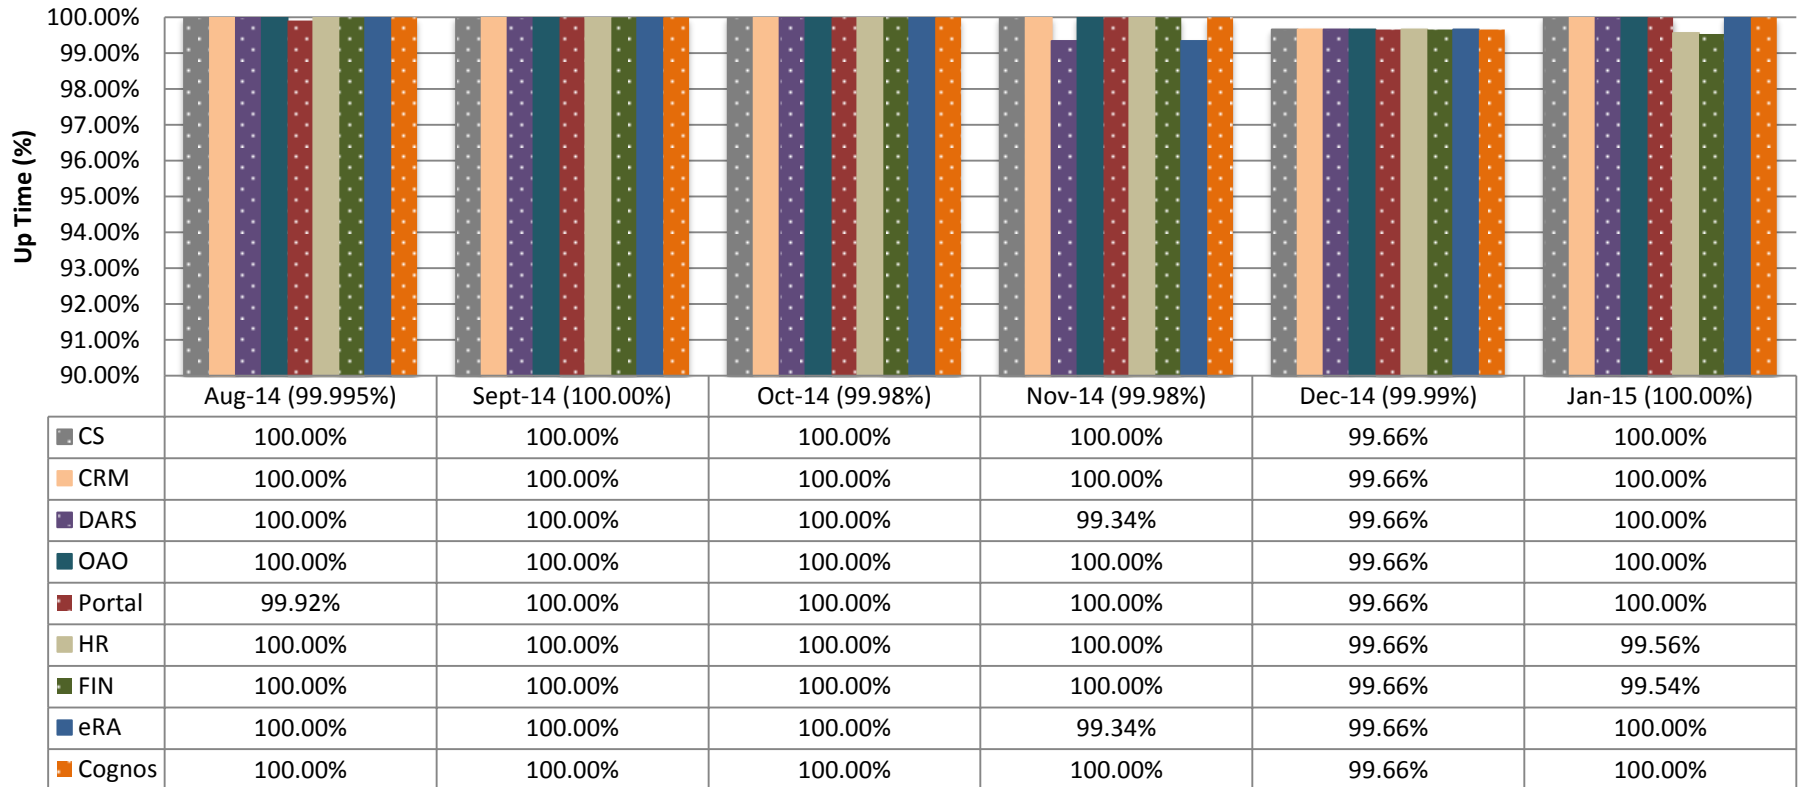 100.00%
99.00%
98.00%
97.00%
96.00%
95.00%
94.00%
93.00%
92.00%
91.00%
90.00%
Up Time (%)
Aug-14 (99.995%) Sept-14 (100.00%) Oct-14 (99.98%) Nov-14 (99.98%) Dec-14 (99.99%) Jan-15 (100.00%)
CS 100.00% 100.00% 100.00% 100.00% 99.66% 100.00%
CRM 100.00% 100.00% 100.00% 100.00% 99.66% 100.00%
DARS 100.00% 100.00% 100.00% 99.34% 99.66% 100.00%
OAO 100.00% 100.00% 100.00% 100.00% 99.66% 100.00%
Portal 99.92% 100.00% 100.00% 100.00% 99.66% 100.00%
HR 100.00% 100.00% 100.00% 100.00% 99.66% 99.56%
FIN 100.00% 100.00% 100.00% 100.00% 99.66% 99.54%
eRA 100.00% 100.00% 100.00% 99.34% 99.66% 100.00%
Cognos 100.00% 100.00% 100.00% 100.00% 99.66% 100.00%